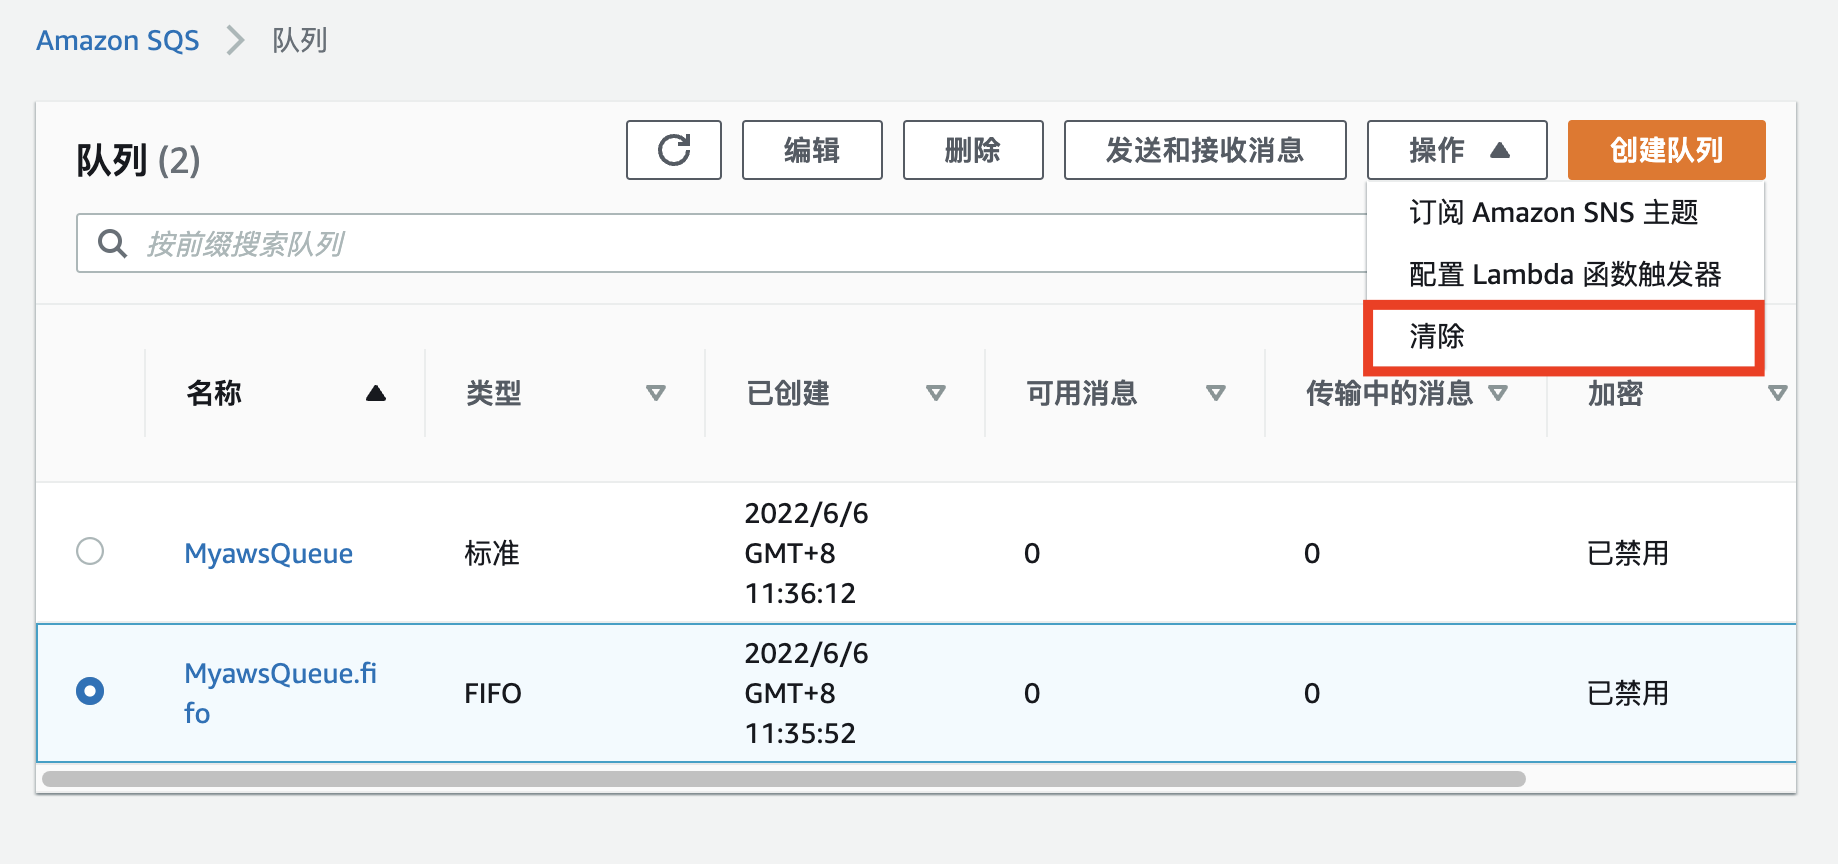 Amazon SQS
队列
队列 (2)
编辑
删除
发送和接收消息
操作
创建队列
订阅 Amazon SNS 主题
按前缀搜索队列
配置 Lambda 函数触发器
清除
名称
类型
已创建
可用消息
传输中的消息
加密
MyawsQueue
标准
2022/6/6
GMT+8
11:36:12
0
0
已禁用
MyawsQueue.fi
fo
FIFO
2022/6/6
GMT+8
11:35:52
0
0
已禁用